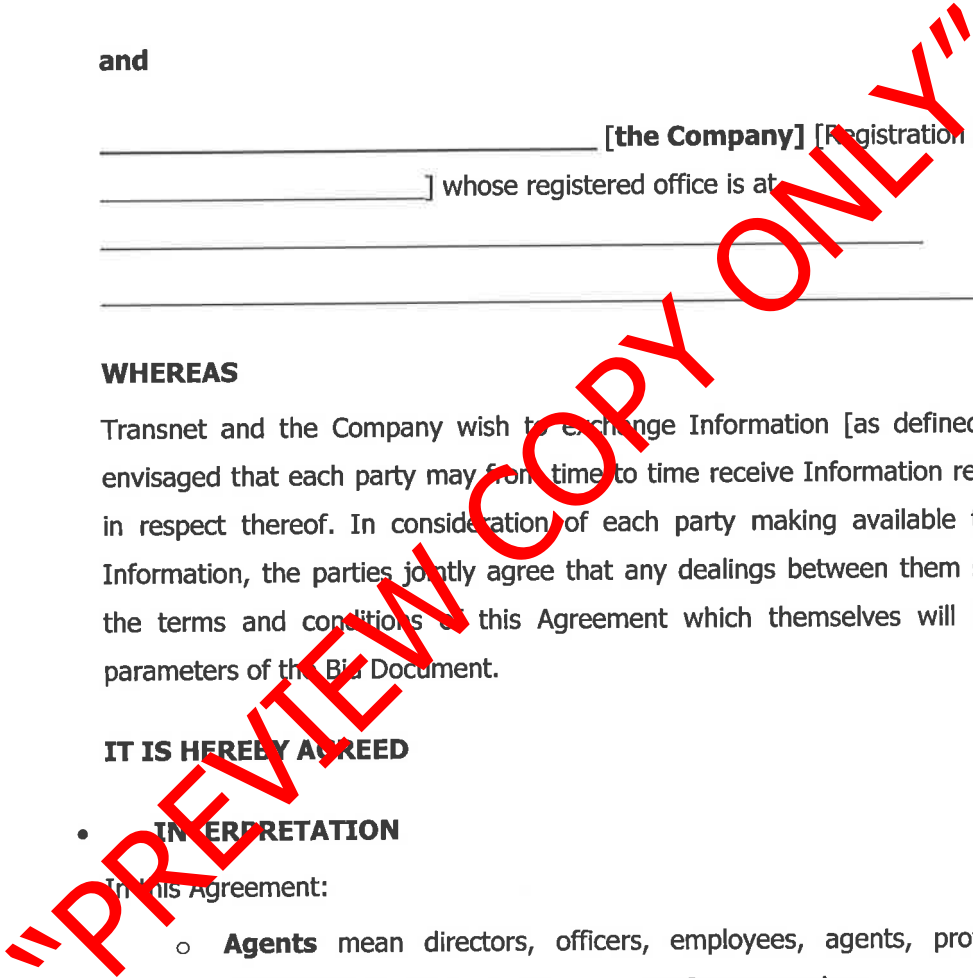 and
[the Company] [Registration
] whose registered office is at
WHEREAS
Transnet and the Company wish to exchange Information [as defined
envisaged that each party may from time to time receive Information
in respect thereof. In consideration of each party making available
Information, the parties jointly agree that any dealings between them
the terms and conditions of this Agreement which themselves will
parameters of the Bid Document.
IT IS HEREBY AGREED
• INTERPRETATION
In this Agreement:
o Agents mean directors, officers, employees, agents,
"PREVIEW COPY ONLY"